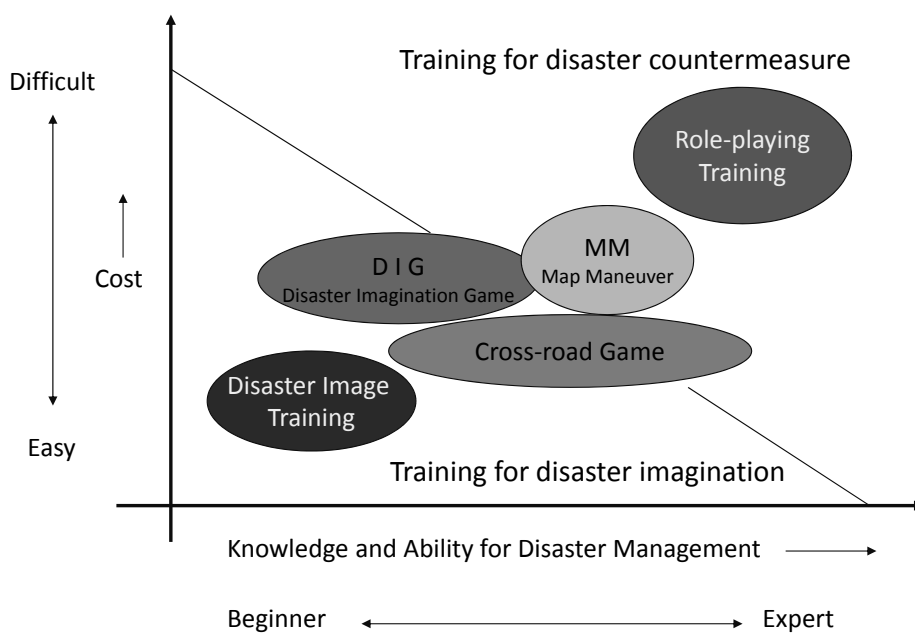 Training for disaster countermeasure
Difficult
Role-playing
Training
MM
Map Maneuver
D I G
Disaster Imagination Game
Cost
Cross-road Game
Disaster Image
Training
Easy
Training for disaster imagination
Knowledge and Ability for Disaster Management
Beginner
Expert